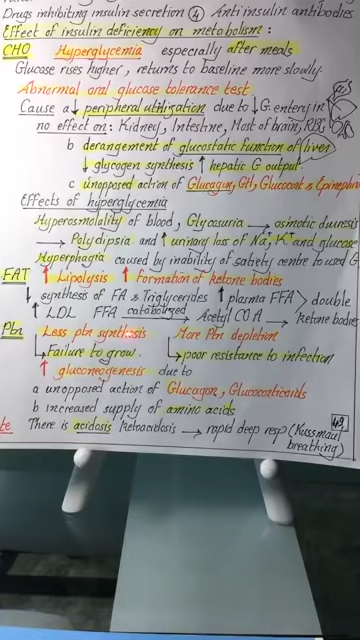 Drugs inhibiting insulin secretion ④ Anti insulin antibodies
Effect of insulin deficiency on metabolism:
CHO Hyperglycemia especially after meals
Glucose rises higher, returns to baseline more slowly.
Abnormal oral glucose tolerance test
Cause a ↓ peripheral utilization due to ↓ G. entery in
no effect on: Kidney, Intestine, Most of brain, RBC
b derangement of glucostatic function of liver
↓ glycogen synthesis ↑ hepatic G output
c unopposed action of Glucagon, GH, Glucocort & Epinephrin
Effects of hyperglycemia
Hyperosmolality of blood, Glycosuria → osmotic diuresis
→ Polydipsia and ↑ urinary loss of Na⁺ K⁺ and glucose
Hyperphagia caused by inability of satiety centre to used G
FAT ↑ Lipolysis ↑ formation of ketone bodies
↓ synthesis of FA & Triglycerides ↑ plasma FFA > double
↑ LDL FFA catabolized → Acetyl COA → ketone bodies
Ptn Less ptn synthesis More Ptn depletion
↳ Failure to grow. ↳ poor resistance to infection
↑ gluconeogenesis due to
a unopposed action of Glucagon, Glucocorticoids
b increased supply of amino acids
te There is acidosis ketoacidosis → rapid deep resp (Kussmaul
breathing)
49